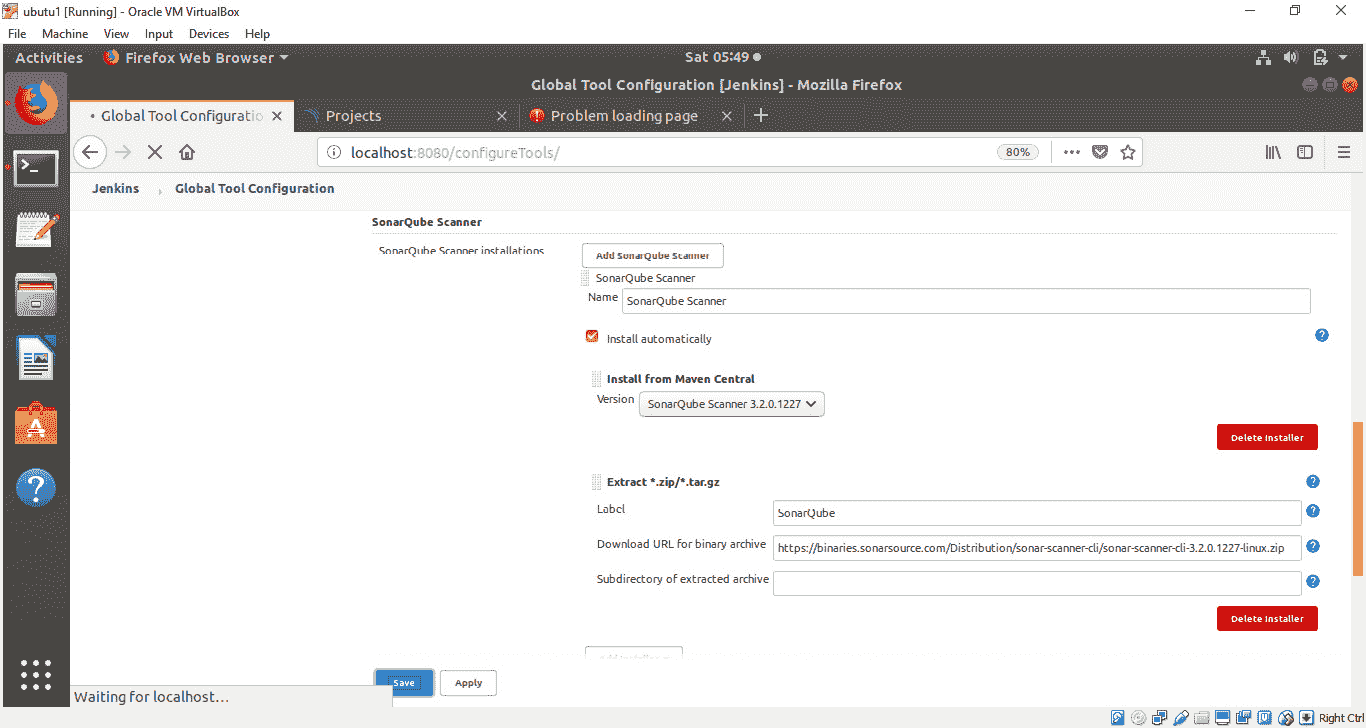 ubutu1 [Running] - Oracle VM VirtualBox
File Machine View Input Devices Help
Activities Firefox Web Browser Sat 05:49
Global Tool Configuration [Jenkins] - Mozilla Firefox
• Global Tool Configuratio Projects Problem loading page
localhost:8080/configureTools/ 80%
Jenkins Global Tool Configuration
SonarQube Scanner
SonarQube Scanner installations
Add SonarQube Scanner
SonarQube Scanner
Name SonarQube Scanner
Install automatically
Install from Maven Central
Version SonarQube Scanner 3.2.0.1227
Delete Installer
Extract *.zip/*.tar.gz
Label SonarQube
Download URL for binary archive https://binaries.sonarsource.com/Distribution/sonar-scanner-cli/sonar-scanner-cli-3.2.0.1227-linux.zip
Subdirectory of extracted archive
Delete Installer
Save Apply
Waiting for localhost...
Right Ctrl